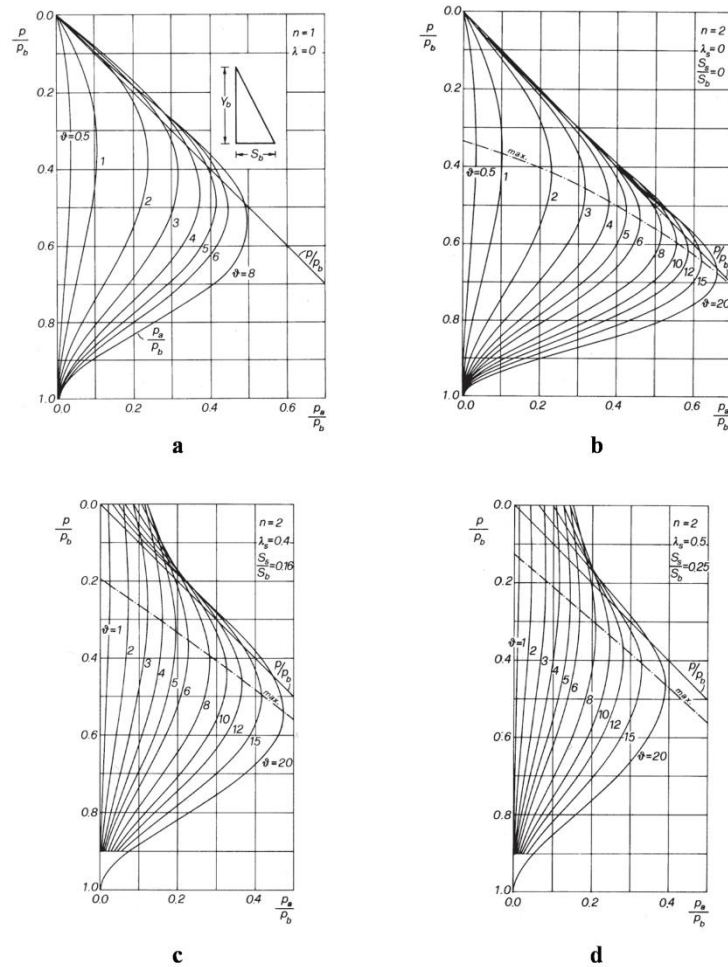 p/p_b
0.0
0.2
0.4
0.6
0.8
1.0
n=1
λ=0
Y_b
S_b
ϑ=0.5
1
2
3
4
5
6
ϑ=8
p/p_b
p_a/p_b
0.0
0.2
0.4
0.6
p_a/p_b
a
p/p_b
0.0
0.2
0.4
0.6
0.8
1.0
n=2
λ_s=0
S_s/S_b=0
max.
ϑ=0.5
1
2
3
4
5
6
8
10
12
15
ϑ=20
p/p_b
0.0
0.2
0.4
0.6
p_a/p_b
b
p/p_b
0.0
0.2
0.4
0.6
0.8
1.0
n=2
λ_s=0.4
S_s/S_b=0.16
ϑ=1
2
3
4
5
6
8
10
12
15
ϑ=20
p/p_b
max.
0.0
0.2
0.4
p_a/p_b
c
p/p_b
0.0
0.2
0.4
0.6
0.8
1.0
n=2
λ_s=0.5
S_s/S_b=0.25
ϑ=1
2
3
4
5
6
8
10
12
15
ϑ=20
p/p_b
max.
0.0
0.2
0.4
p_a/p_b
d